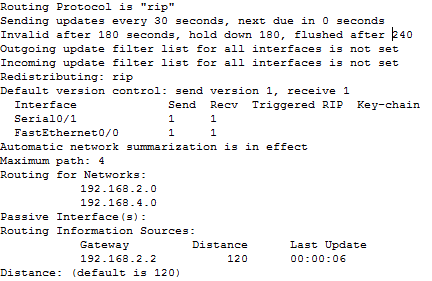 Routing Protocol is "rip"
Sending updates every 30 seconds, next due in 0 seconds
Invalid after 180 seconds, hold down 180, flushed after 240
Outgoing update filter list for all interfaces is not set
Incoming update filter list for all interfaces is not set
Redistributing: rip
Default version control: send version 1, receive 1
Interface Send Recv Triggered RIP Key-chain
Serial0/1 1 1
FastEthernet0/0 1 1
Automatic network summarization is in effect
Maximum path: 4
Routing for Networks:
192.168.2.0
192.168.4.0
Passive Interface(s):
Routing Information Sources:
Gateway Distance Last Update
192.168.2.2 120 00:00:06
Distance: (default is 120)